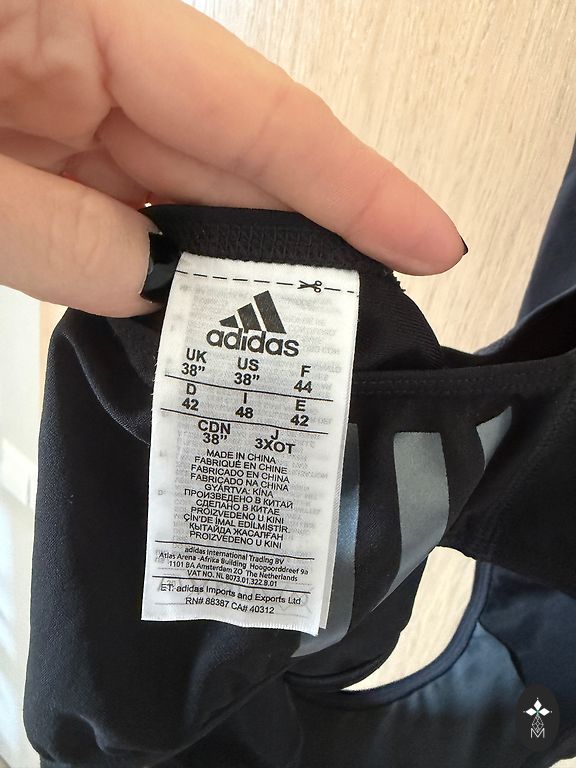 adidas
UK US F
38" 38" 44
D I E
42 48 42
CDN J
38" 3XOT
MADE IN CHINA
FABRIQUÉ EN CHINE
FABRICADO EN CHINA
FABRICADO NA CHINA
GYÁRTVA: KÍNA
ПРОИЗВЕДЕНО В КИТАЙ
СДЕЛАНО В КИТАЕ
PROIZVEDENO U KINI
ÇİN'DE İMAL EDİLMİŞTİR.
ҚЫТАЙДА ЖАСАЛҒАН
PROIZVEDENO U KINI
adidas International Trading BV
Atlas Arena -Afrika Building Hoogoorddreef 9a
1101 BA Amsterdam ZO The Netherlands
VAT NO. NL 8073.01.322.B.01
ET: adidas Imports and Exports Ltd
RN# 88387 CA# 40312
M